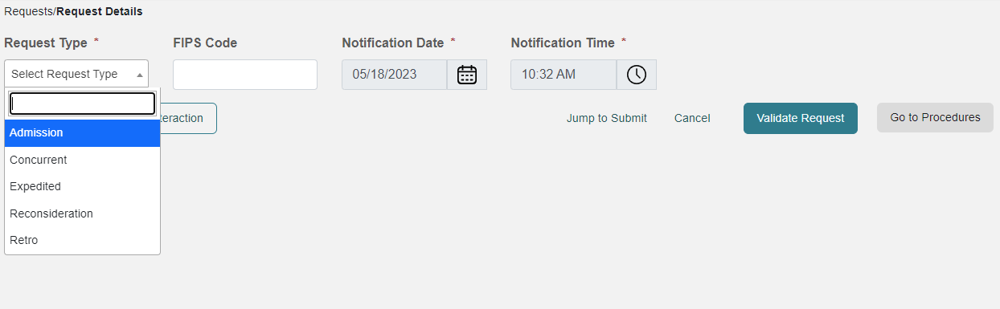 Requests/Request Details
Request Type * FIPS Code Notification Date * Notification Time *
Select Request Type 05/18/2023 10:32 AM
teraction Jump to Submit Cancel Validate Request Go to Procedures
Admission
Concurrent
Expedited
Reconsideration
Retro